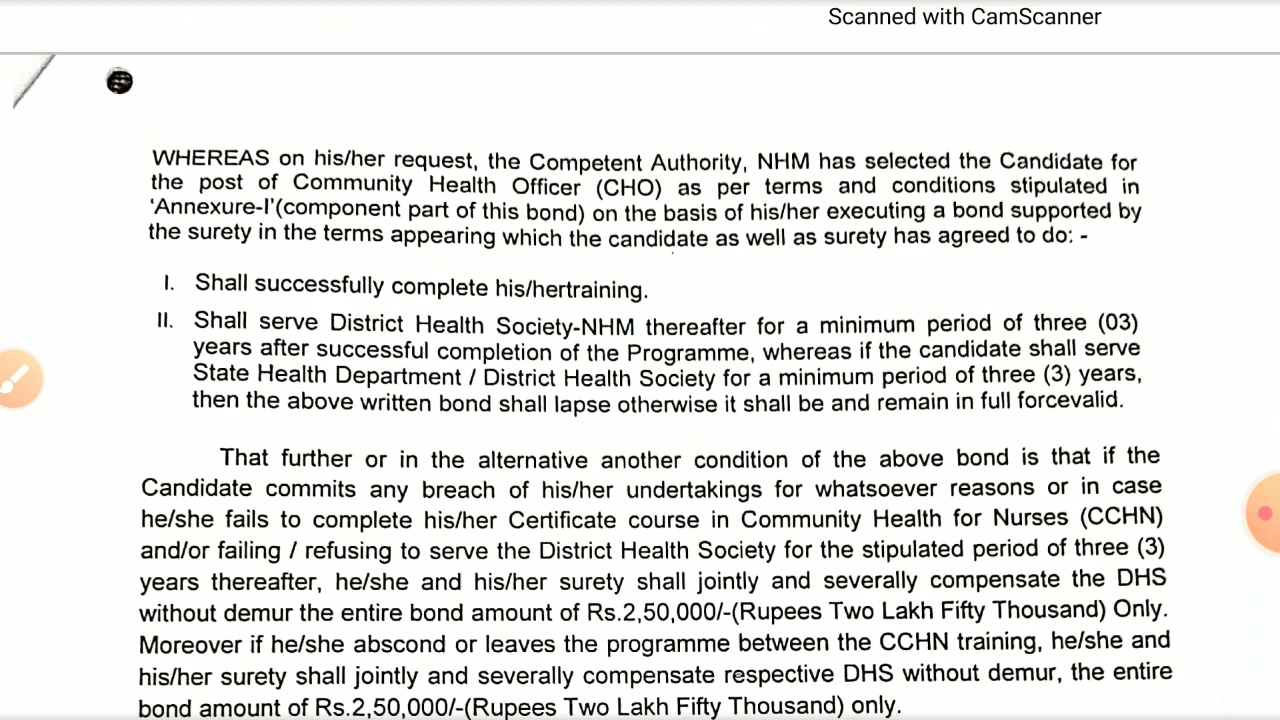 Scanned with CamScanner
WHEREAS on his/her request, the Competent Authority, NHM has selected the Candidate for
the post of Community Health Officer (CHO) as per terms and conditions stipulated in
'Annexure-I'(component part of this bond) on the basis of his/her executing a bond supported by
the surety in the terms appearing which the candidate as well as surety has agreed to do: -
I. Shall successfully complete his/hertraining.
II. Shall serve District Health Society-NHM thereafter for a minimum period of three (03)
years after successful completion of the Programme, whereas if the candidate shall serve
State Health Department / District Health Society for a minimum period of three (3) years,
then the above written bond shall lapse otherwise it shall be and remain in full forcevalid.
That further or in the alternative another condition of the above bond is that if the
Candidate commits any breach of his/her undertakings for whatsoever reasons or in case
he/she fails to complete his/her Certificate course in Community Health for Nurses (CCHN)
and/or failing / refusing to serve the District Health Society for the stipulated period of three (3)
years thereafter, he/she and his/her surety shall jointly and severally compensate the DHS
without demur the entire bond amount of Rs.2,50,000/-(Rupees Two Lakh Fifty Thousand) Only.
Moreover if he/she abscond or leaves the programme between the CCHN training, he/she and
his/her surety shall jointly and severally compensate respective DHS without demur, the entire
bond amount of Rs.2,50,000/-(Rupees Two Lakh Fifty Thousand) only.